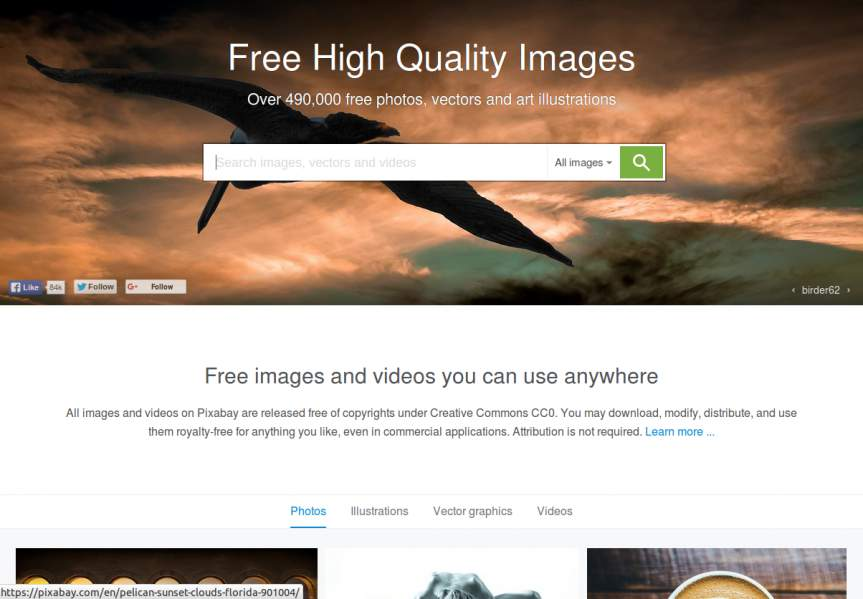 Free High Quality Images
Over 490,000 free photos, vectors and art illustrations
Search images, vectors and videos
All images
Like 84k Follow Follow
‹ birder62 ›
Free images and videos you can use anywhere
All images and videos on Pixabay are released free of copyrights under Creative Commons CC0. You may download, modify, distribute, and use
them royalty-free for anything you like, even in commercial applications. Attribution is not required. Learn more ...
Photos Illustrations Vector graphics Videos
https://pixabay.com/en/pelican-sunset-clouds-florida-901004/